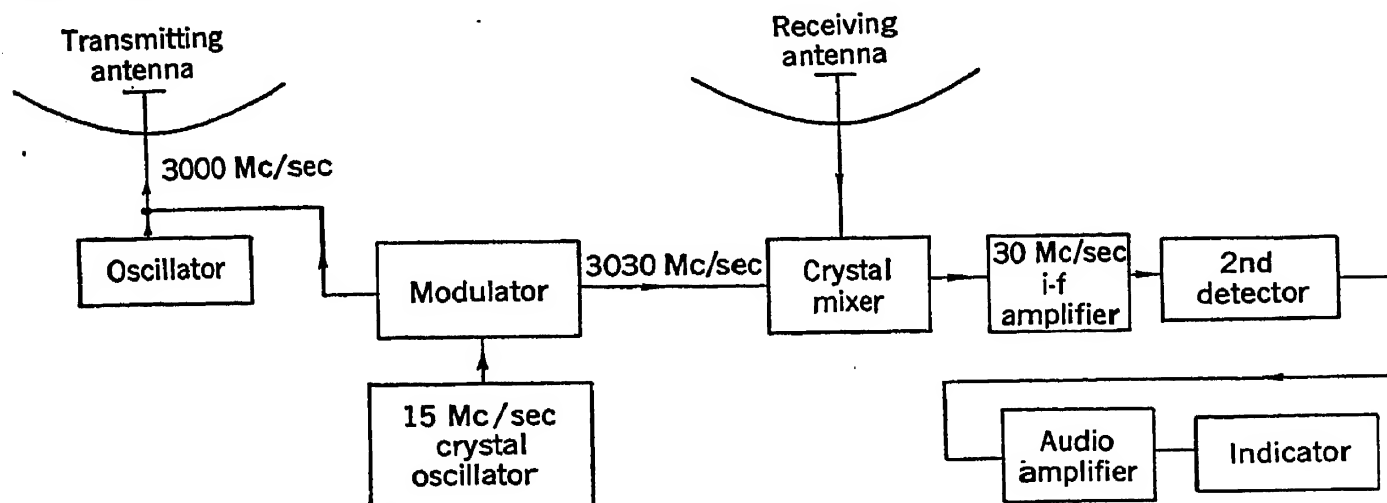 Transmitting
antenna
Receiving
antenna
3000 Mc/sec
Oscillator
Modulator
3030 Mc/sec
Crystal
mixer
30 Mc/sec
i-f
amplifier
2nd
detector
15 Mc/sec
crystal
oscillator
Audio
amplifier
Indicator